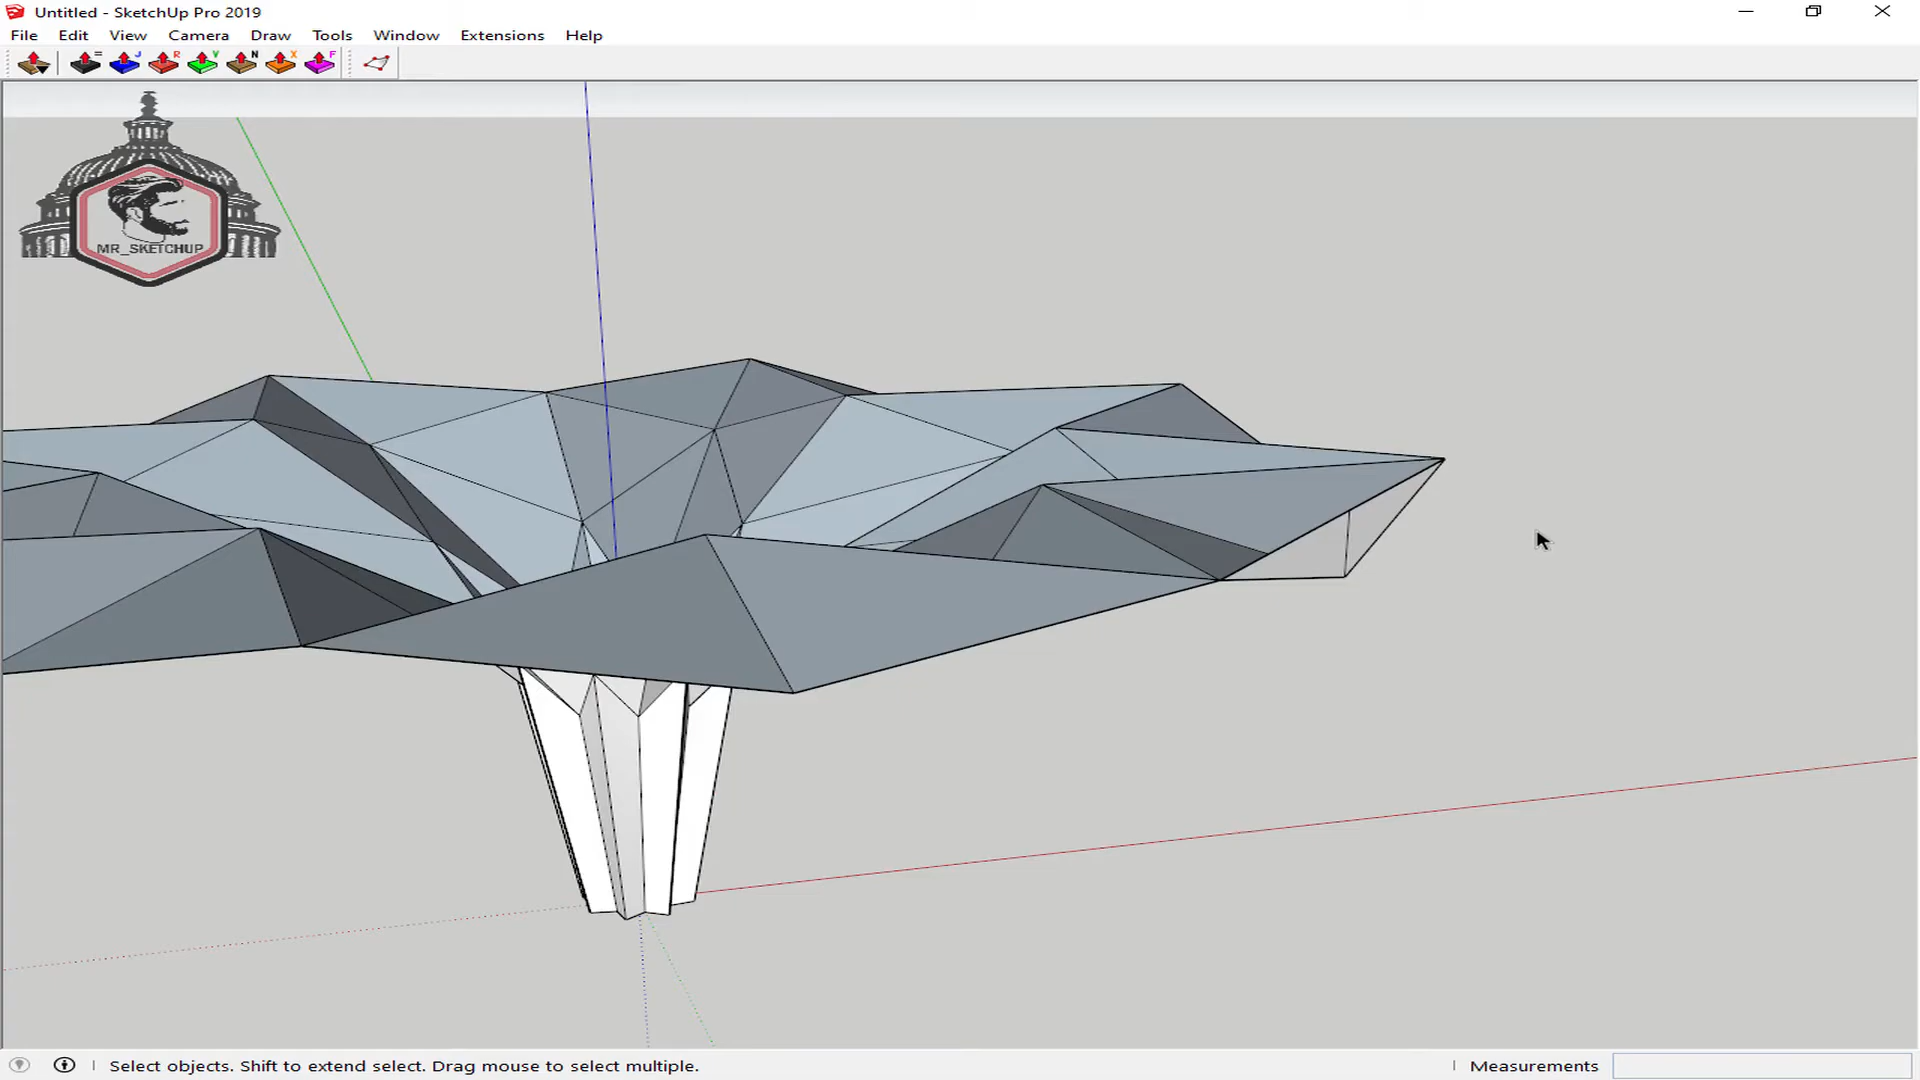 Untitled - SketchUp Pro 2019
File Edit View Camera Draw Tools Window Extensions Help
= J R V N X F
MR_SKETCHUP
Select objects. Shift to extend select. Drag mouse to select multiple.
Measurements